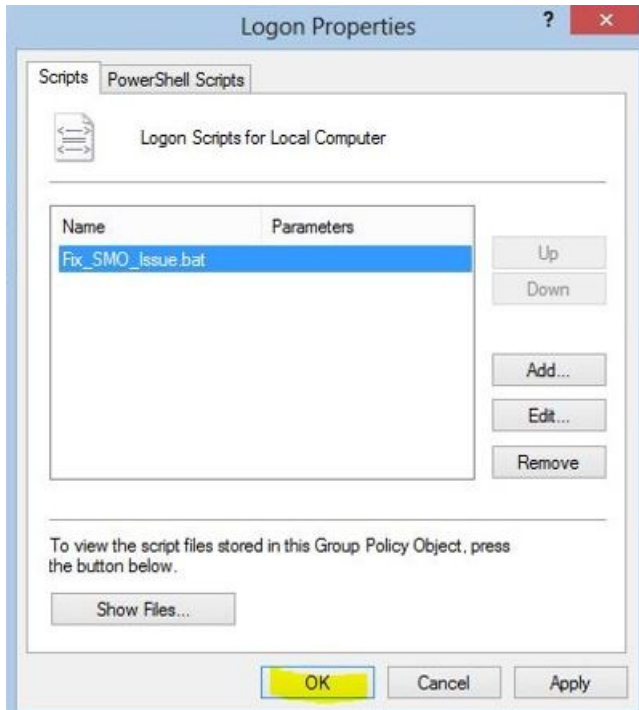 Logon Properties
?
Scripts
PowerShell Scripts
Logon Scripts for Local Computer
Name Parameters
Fix_SMO_Issue.bat
Up
Down
Add...
Edit...
Remove
To view the script files stored in this Group Policy Object, press
the button below.
Show Files...
OK Cancel Apply